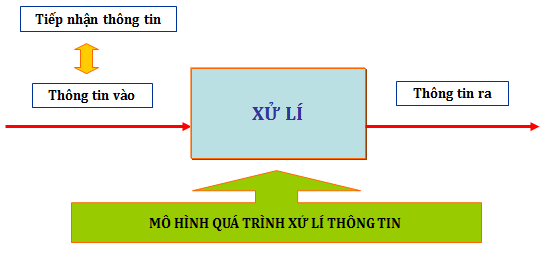 Tiếp nhận thông tin
Thông tin vào
XỬ LÍ
Thông tin ra
MÔ HÌNH QUÁ TRÌNH XỬ LÍ THÔNG TIN